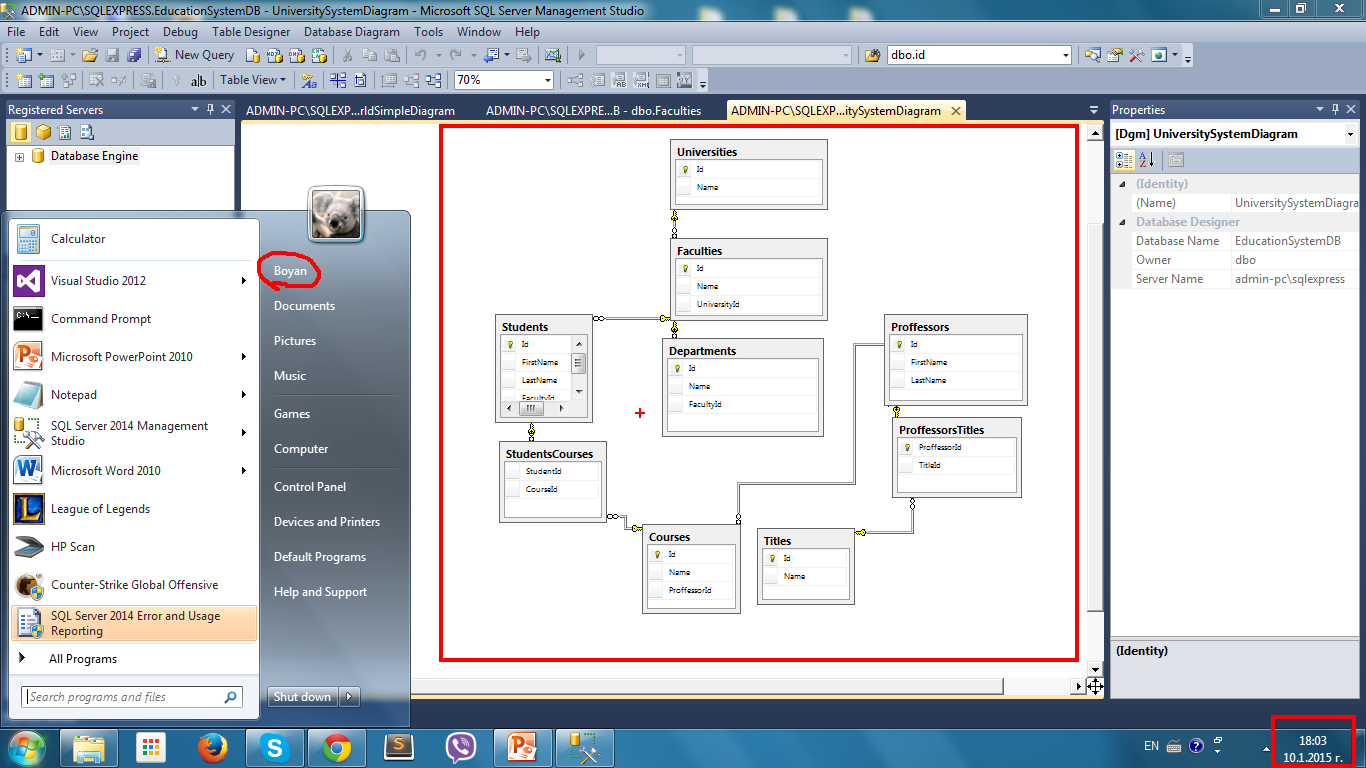 ADMIN-PC\SQLEXPRESS.EducationSystemDB - UniversitySystemDiagram - Microsoft SQL Server Management Studio
File Edit View Project Debug Table Designer Database Diagram Tools Window Help
New Query
dbo.id
ab
Table View
70%
Registered Servers
ADMIN-PC\SQLEXP...rldSimpleDiagram
ADMIN-PC\SQLEXPRE...B - dbo.Faculties
ADMIN-PC\SQLEXP...itySystemDiagram
Properties
Database Engine
[Dgm] UniversitySystemDiagram
(Identity)
(Name) UniversitySystemDiagra
Database Designer
Database Name EducationSystemDB
Owner dbo
Server Name admin-pc\sqlexpress
(Identity)
Universities
Id
Name
Faculties
Id
Name
UniversityId
Students
Id
FirstName
LastName
FacultyId
Departments
Id
Name
FacultyId
Proffessors
Id
FirstName
LastName
ProffessorsTitles
ProffessorId
TitleId
StudentsCourses
StudentId
CourseId
Courses
Id
Name
ProffessorId
Titles
Id
Name
Calculator
Visual Studio 2012
Command Prompt
Microsoft PowerPoint 2010
Notepad
SQL Server 2014 Management
Studio
Microsoft Word 2010
League of Legends
HP Scan
Counter-Strike Global Offensive
SQL Server 2014 Error and Usage
Reporting
All Programs
Search programs and files
Boyan
Documents
Pictures
Music
Games
Computer
Control Panel
Devices and Printers
Default Programs
Help and Support
Shut down
EN
18:03
10.1.2015 г.